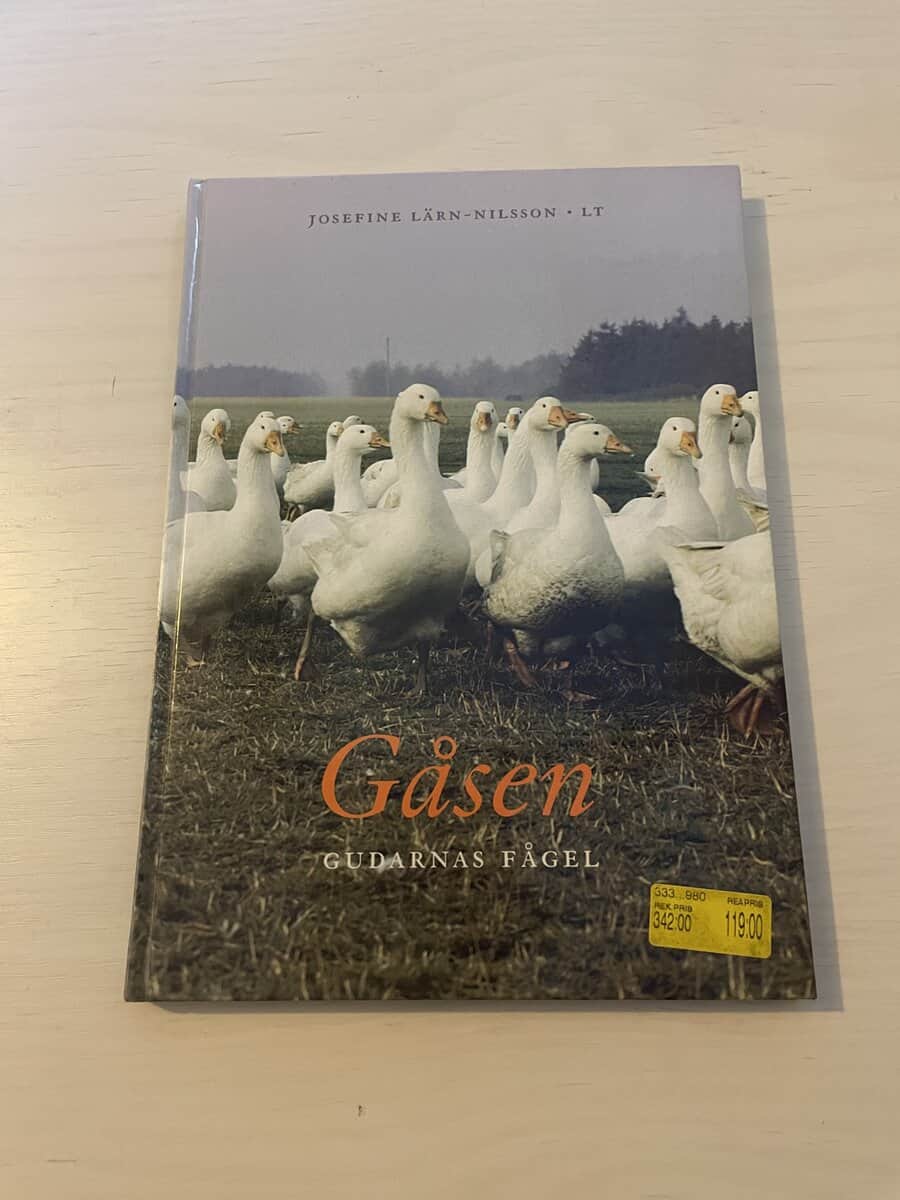 JOSEFINE LÄRN-NILSSON • LT
Gåsen
GUDARNAS FÅGEL
333...980
REK.PRIS REAPRIS
342:00 119:00